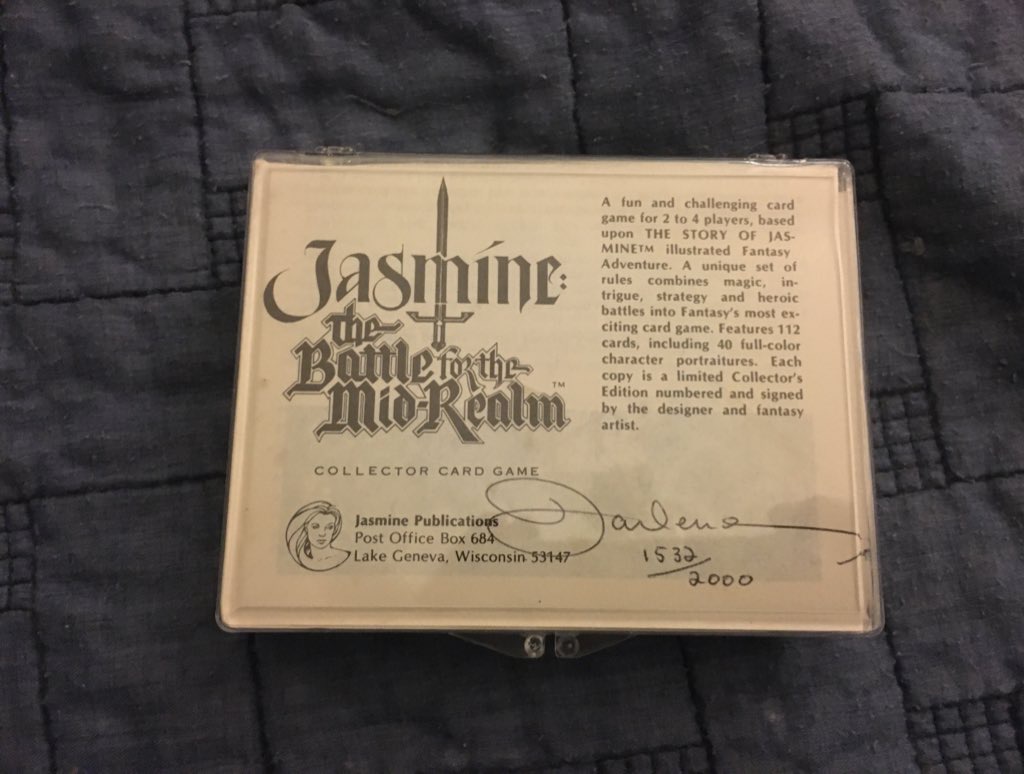 Jasmine:
the
Battle for the
Mid-Realm™
COLLECTOR CARD GAME
Jasmine Publications
Post Office Box 684
Lake Geneva, Wisconsin 53147
A fun and challenging card
game for 2 to 4 players, based
upon THE STORY OF JAS-
MINE™ illustrated Fantasy
Adventure. A unique set of
rules combines magic, in-
trigue, strategy and heroic
battles into Fantasy's most ex-
citing card game. Features 112
cards, including 40 full-color
character portraitures. Each
copy is a limited Collector's
Edition numbered and signed
by the designer and fantasy
artist.
Darlene
1532/
2000